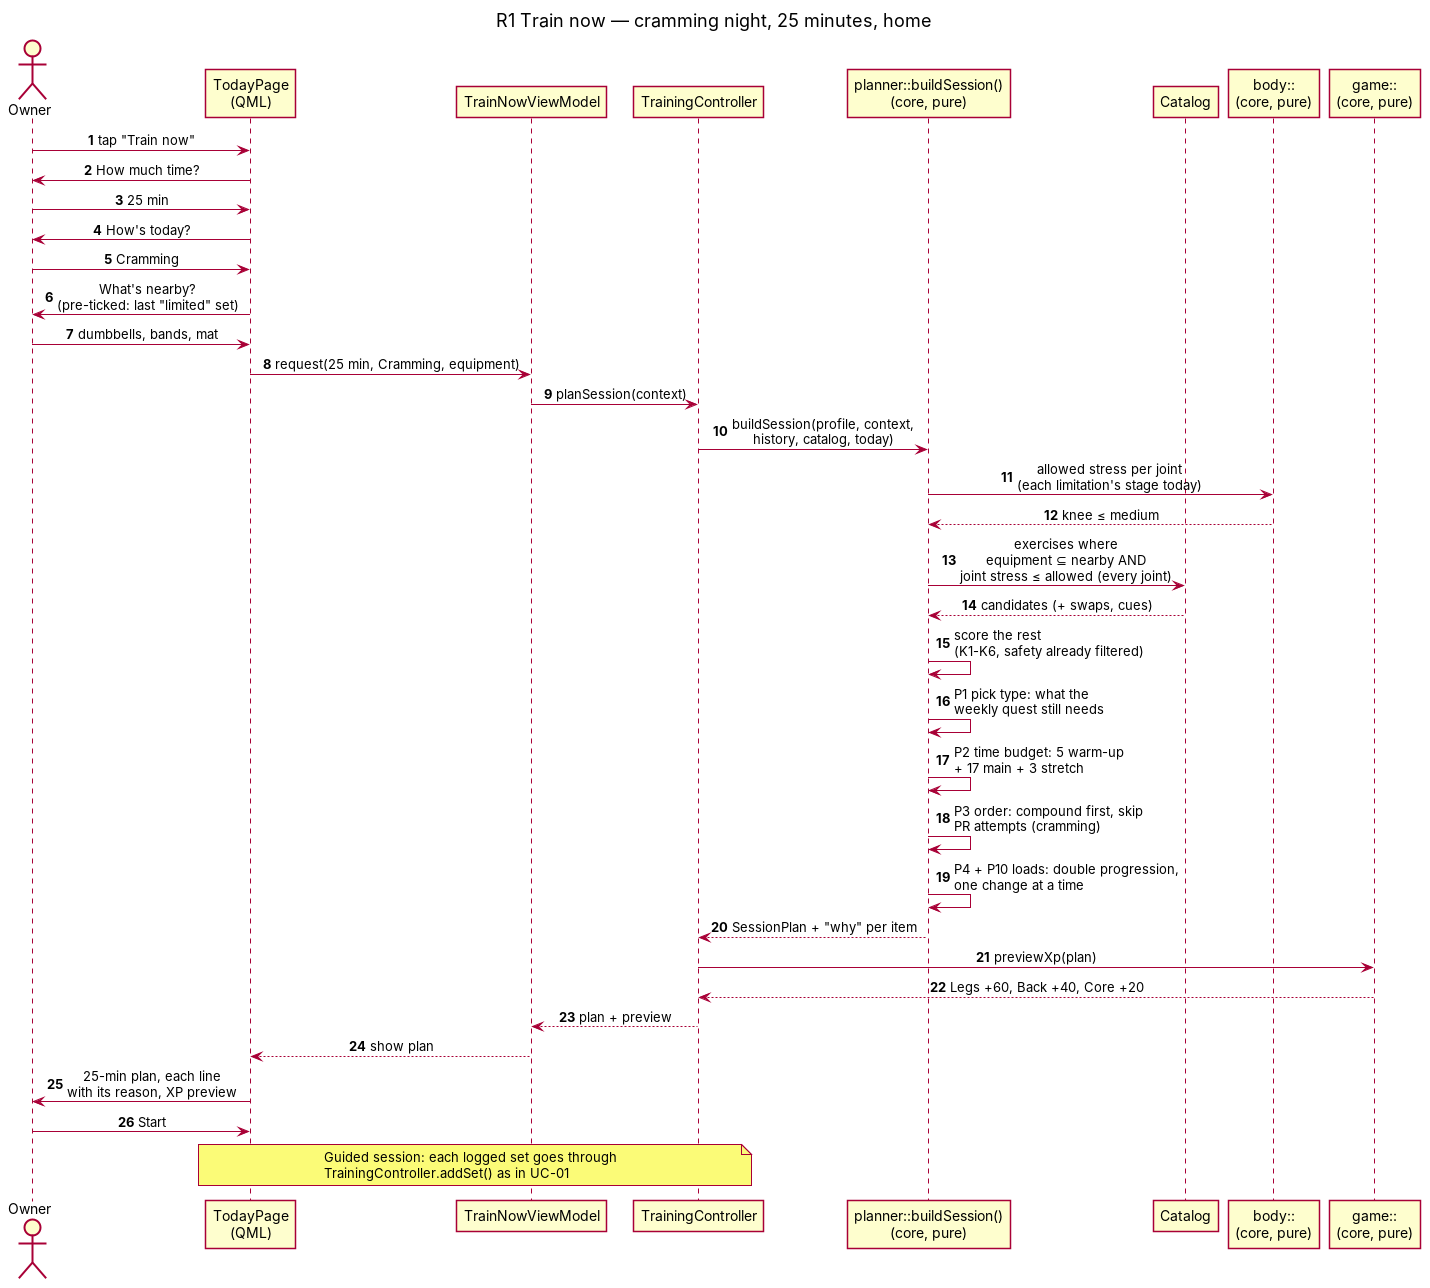 R1 Train now — cramming night, 25 minutes, home
Owner
TodayPage
(QML)
TrainNowViewModel
TrainingController
planner::buildSession()
(core, pure)
Catalog
body::
(core, pure)
game::
(core, pure)
1 tap "Train now"
2 How much time?
3 25 min
4 How's today?
5 Cramming
6 What's nearby?
(pre-ticked: last "limited" set)
7 dumbbells, bands, mat
8 request(25 min, Cramming, equipment)
9 planSession(context)
10 buildSession(profile, context,
history, catalog, today)
11 allowed stress per joint
(each limitation's stage today)
12 knee ≤ medium
13 exercises where
equipment ⊆ nearby AND
joint stress ≤ allowed (every joint)
14 candidates (+ swaps, cues)
15 score the rest
(K1-K6, safety already filtered)
16 P1 pick type: what the
weekly quest still needs
17 P2 time budget: 5 warm-up
+ 17 main + 3 stretch
18 P3 order: compound first, skip
PR attempts (cramming)
19 P4 + P10 loads: double progression,
one change at a time
20 SessionPlan + "why" per item
21 previewXp(plan)
22 Legs +60, Back +40, Core +20
23 plan + preview
24 show plan
25 25-min plan, each line
with its reason, XP preview
26 Start
Guided session: each logged set goes through
TrainingController.addSet() as in UC-01
Owner
TodayPage
(QML)
TrainNowViewModel
TrainingController
planner::buildSession()
(core, pure)
Catalog
body::
(core, pure)
game::
(core, pure)